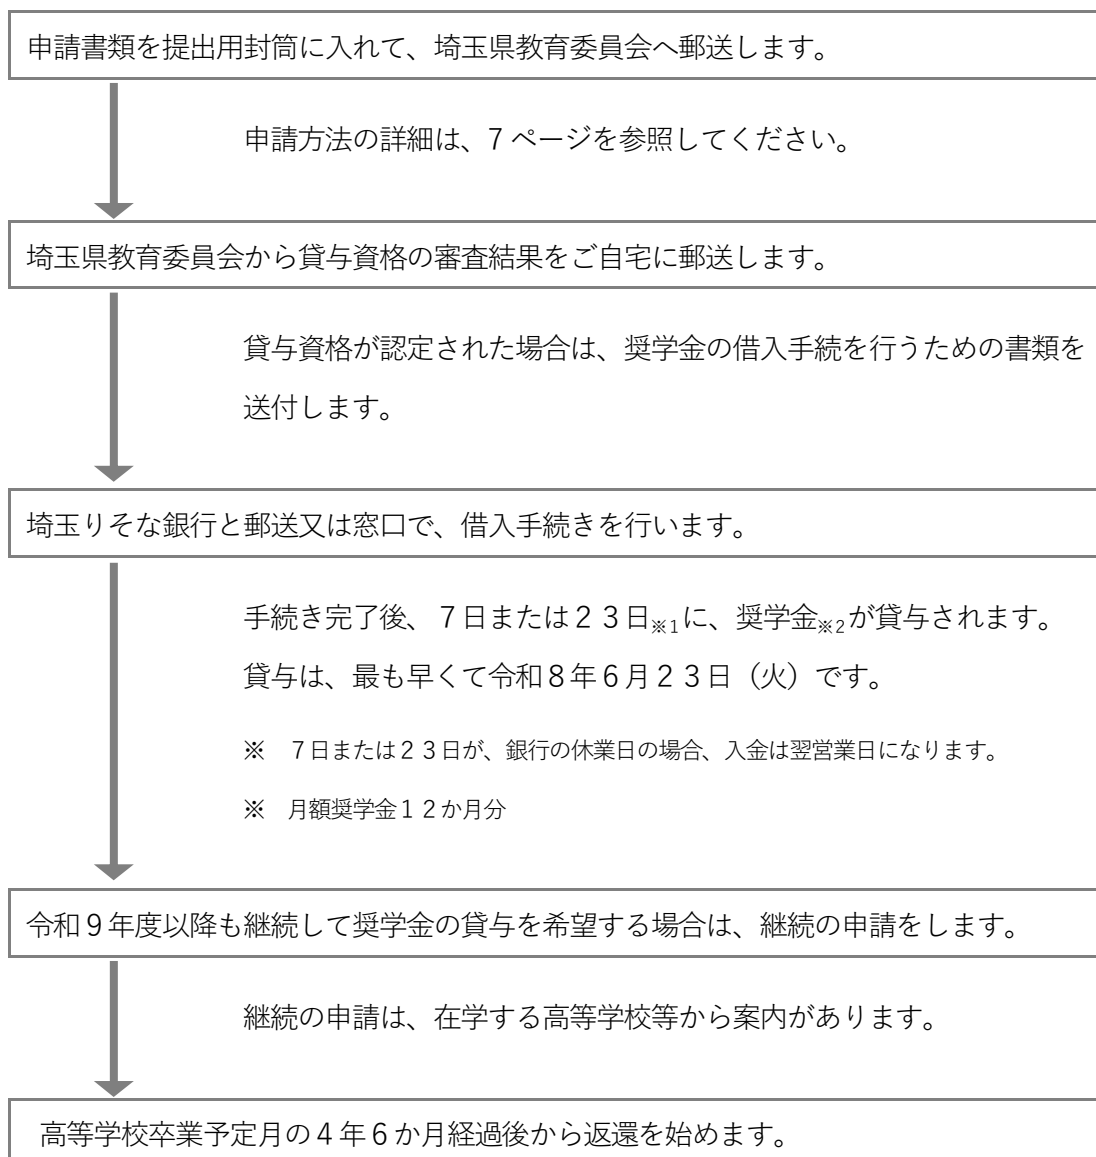 申請書類を提出用封筒に入れて、埼玉県教育委員会へ郵送します。
申請方法の詳細は、7 ページを参照してください。
埼玉県教育委員会から貸与資格の審査結果をご自宅に郵送します。
貸与資格が認定された場合は、奨学金の借入手続を行うための書類を
送付します。
埼玉りそな銀行と郵送又は窓口で、借入手続きを行います。
手続き完了後、７日または２３日※1に、奨学金※2が貸与されます。
貸与は、最も早くて令和８年６月２３日（火）です。
※　７日または２３日が、銀行の休業日の場合、入金は翌営業日になります。
※　月額奨学金１２か月分
令和９年度以降も継続して奨学金の貸与を希望する場合は、継続の申請をします。
継続の申請は、在学する高等学校等から案内があります。
高等学校卒業予定月の４年６か月経過後から返還を始めます。